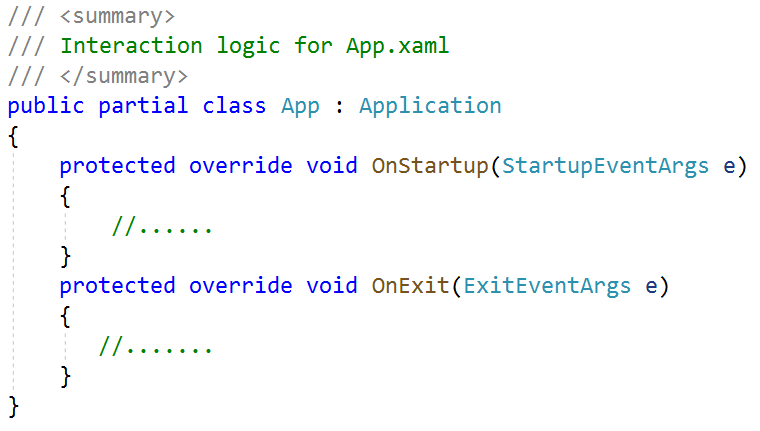 /// <summary>
/// Interaction logic for App.xaml
/// </summary>
public partial class App : Application
{
    protected override void OnStartup(StartupEventArgs e)
    {
        //......
    }
    protected override void OnExit(ExitEventArgs e)
    {
       //.......
    }
}